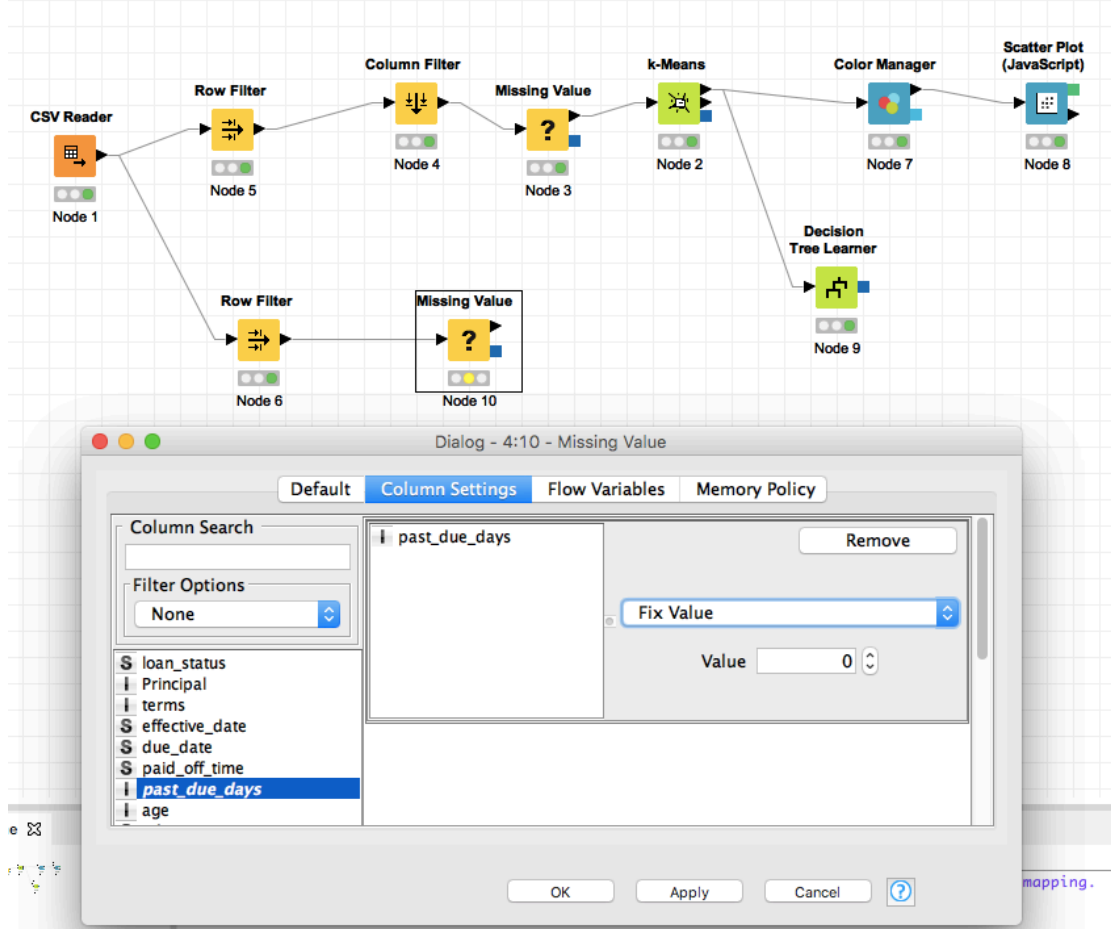 Scatter Plot
(JavaScript)
Column Filter
k-Means
Color Manager
Row Filter
Missing Value
CSV Reader
?
Node 4
Node 2
Node 7
Node 8
Node 5
Node 3
Node 1
Decision
Tree Learner
Row Filter
Missing Value
?
Node 9
Node 6
Node 10
Dialog - 4:10 - Missing Value
Default Column Settings Flow Variables Memory Policy
Column Search
I past_due_days
Remove
Filter Options
None
Fix Value
Value 0
S loan_status
I Principal
I terms
S effective_date
S due_date
S paid_off_time
I past_due_days
I age
e
mapping.
OK Apply Cancel ?